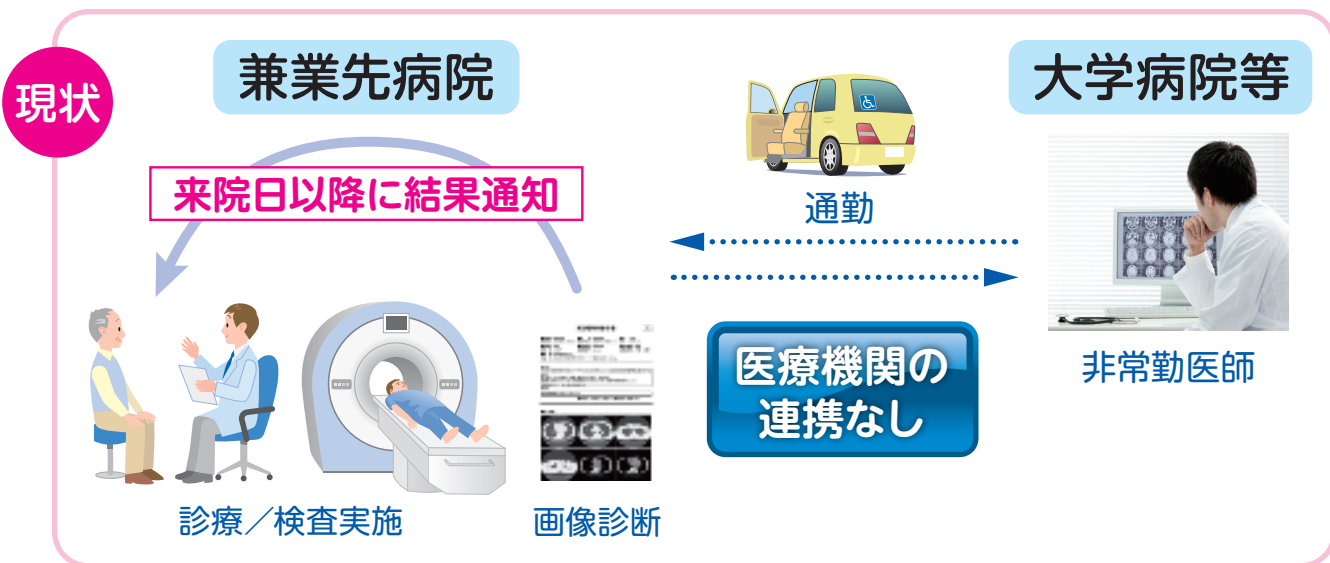 現状
兼業先病院
大学病院等
来院日以降に結果通知
通勤
医療機関の
連携なし
非常勤医師
診療／検査実施
画像診断